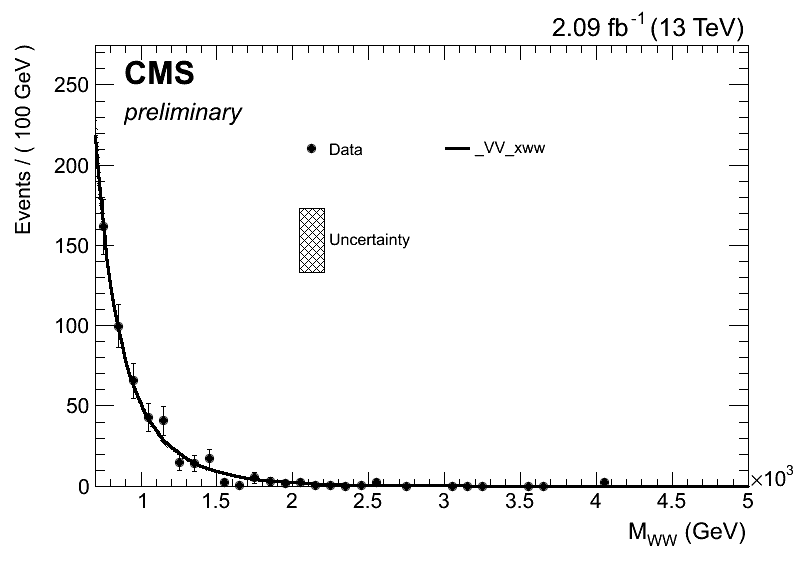 2.09 fb⁻¹ (13 TeV)
CMS
preliminary
Data
_VV_xww
Uncertainty
Events / ( 100 GeV )
250
200
150
100
50
0
1
1.5
2
2.5
3
3.5
4
4.5
5
×10³
M_WW (GeV)